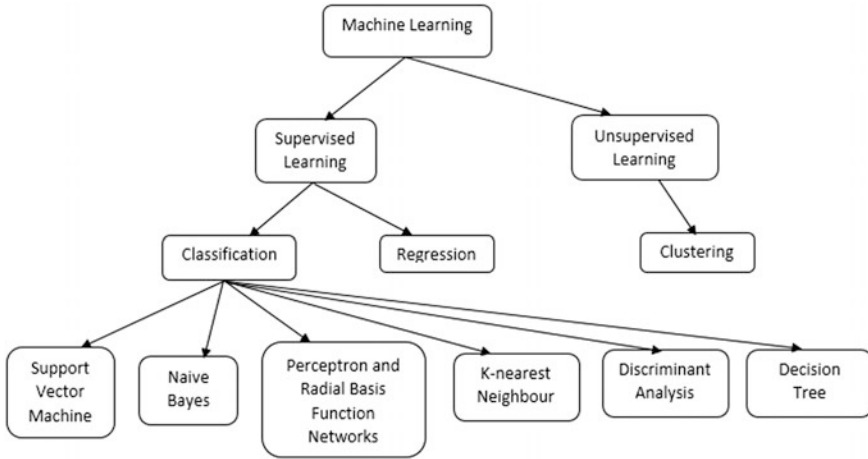 Machine Learning
Supervised
Learning
Unsupervised
Learning
Classification
Regression
Clustering
Support
Vector
Machine
Naive
Bayes
Perceptron and
Radial Basis
Function
Networks
K-nearest
Neighbour
Discriminant
Analysis
Decision
Tree